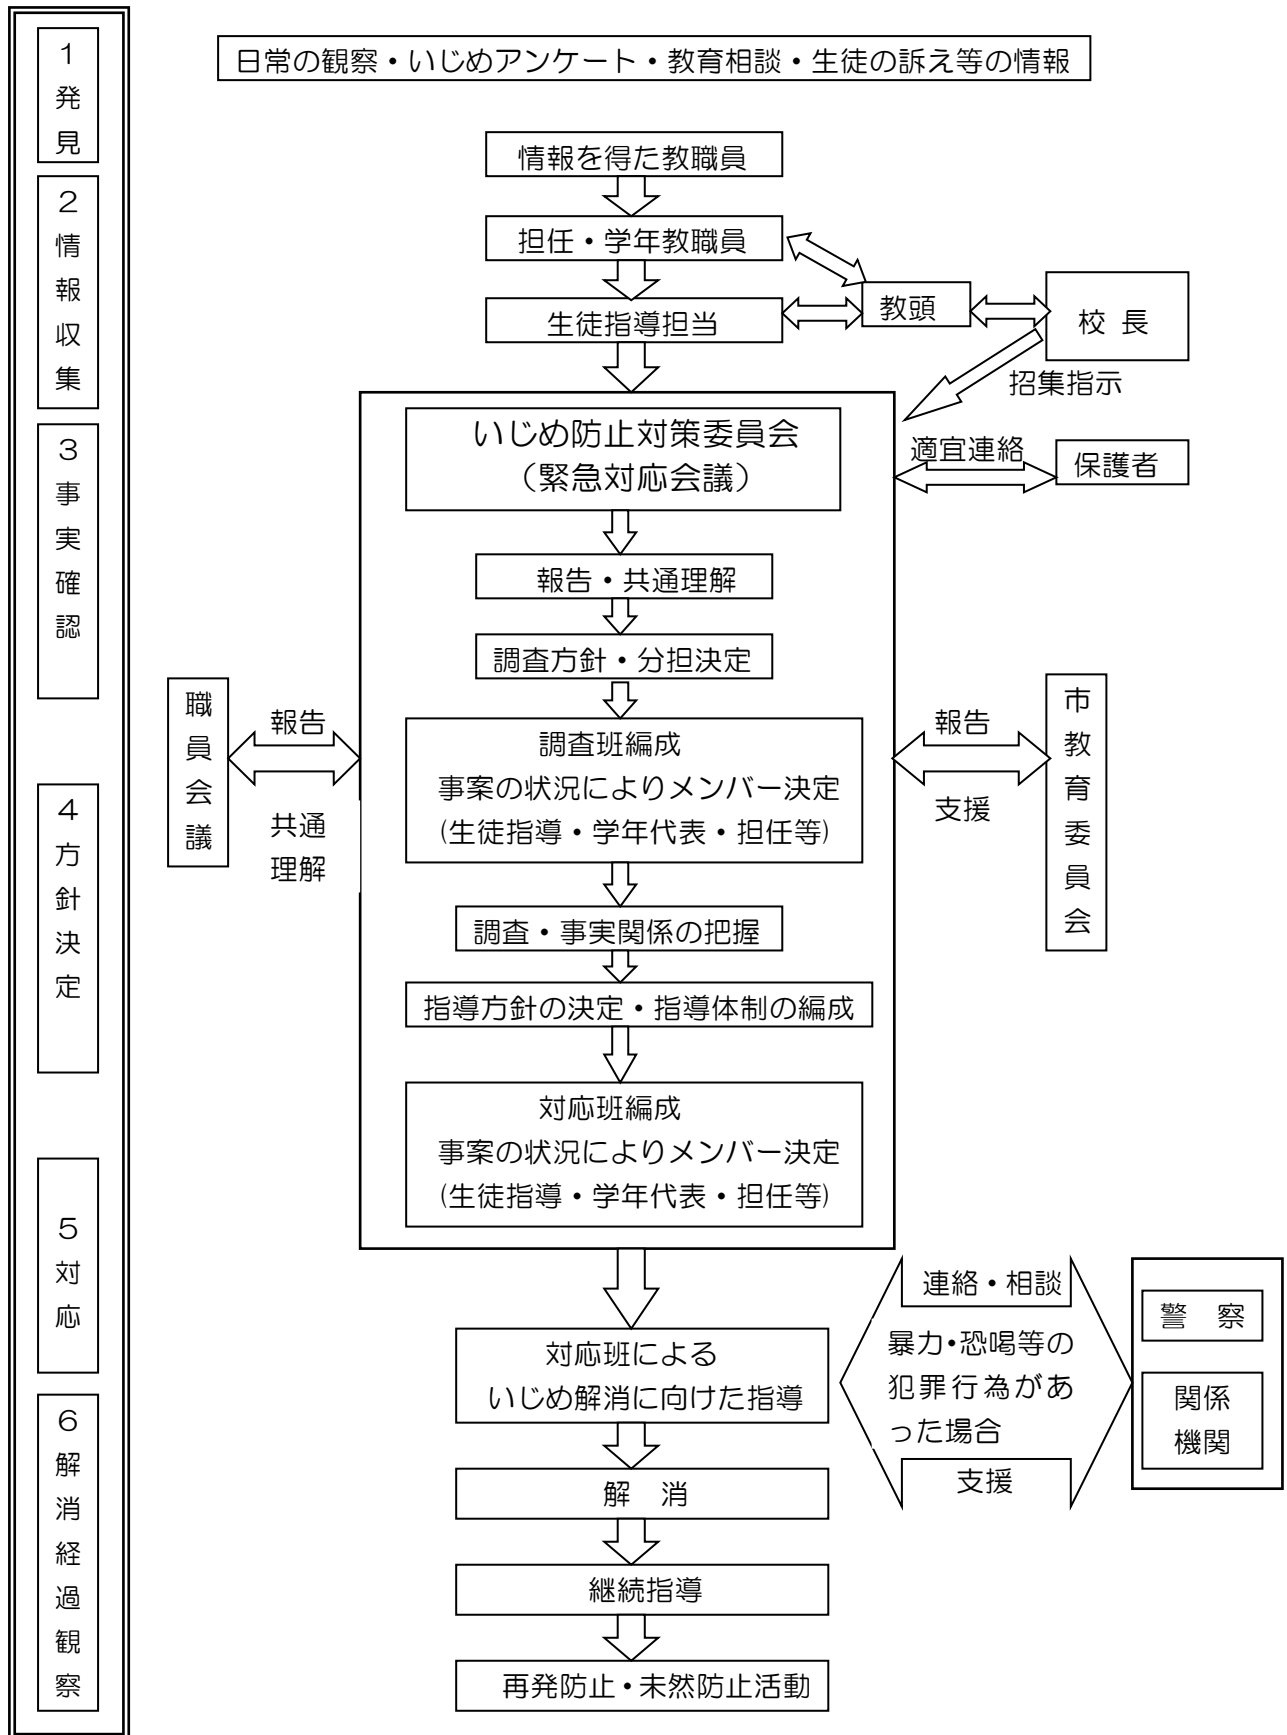 1発見
2情報収集
3事実確認
4方針決定
5対応
6解消経過観察
日常の観察・いじめアンケート・教育相談・生徒の訴え等の情報
情報を得た教職員
担任・学年教職員
生徒指導担当
教頭
校 長
招集指示
いじめ防止対策委員会
（緊急対応会議）
適宜連絡
保護者
報告・共通理解
調査方針・分担決定
職員会議
報告
共通
理解
調査班編成
事案の状況によりメンバー決定
(生徒指導・学年代表・担任等)
報告
支援
市教育委員会
調査・事実関係の把握
指導方針の決定・指導体制の編成
対応班編成
事案の状況によりメンバー決定
(生徒指導・学年代表・担任等)
対応班による
いじめ解消に向けた指導
連絡・相談
暴力・恐喝等の
犯罪行為があ
った場合
支援
警　察
関係
機関
解　消
継続指導
再発防止・未然防止活動